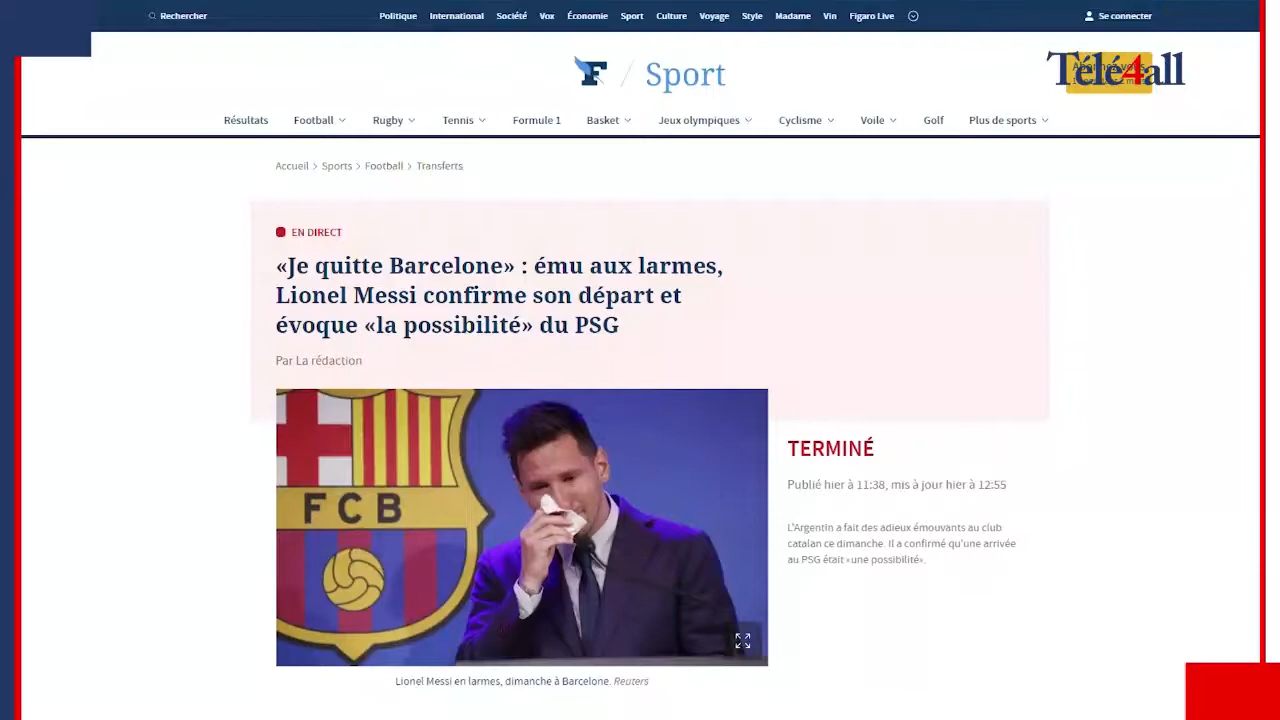 Rechercher
Politique International Société Vox Économie Sport Culture Voyage Style Madame Vin Figaro Live
Se connecter
F / Sport
Télé4all
Résultats Football Rugby Tennis Formule 1 Basket Jeux olympiques Cyclisme Voile Golf Plus de sports
Accueil > Sports > Football > Transferts
EN DIRECT
«Je quitte Barcelone» : ému aux larmes,
Lionel Messi confirme son départ et
évoque «la possibilité» du PSG
Par La rédaction
FCB
TERMINÉ
Publié hier à 11:38, mis à jour hier à 12:55
L'Argentin a fait des adieux émouvants au club
catalan ce dimanche. Il a confirmé qu'une arrivée
au PSG était «une possibilité».
Lionel Messi en larmes, dimanche à Barcelone. Reuters